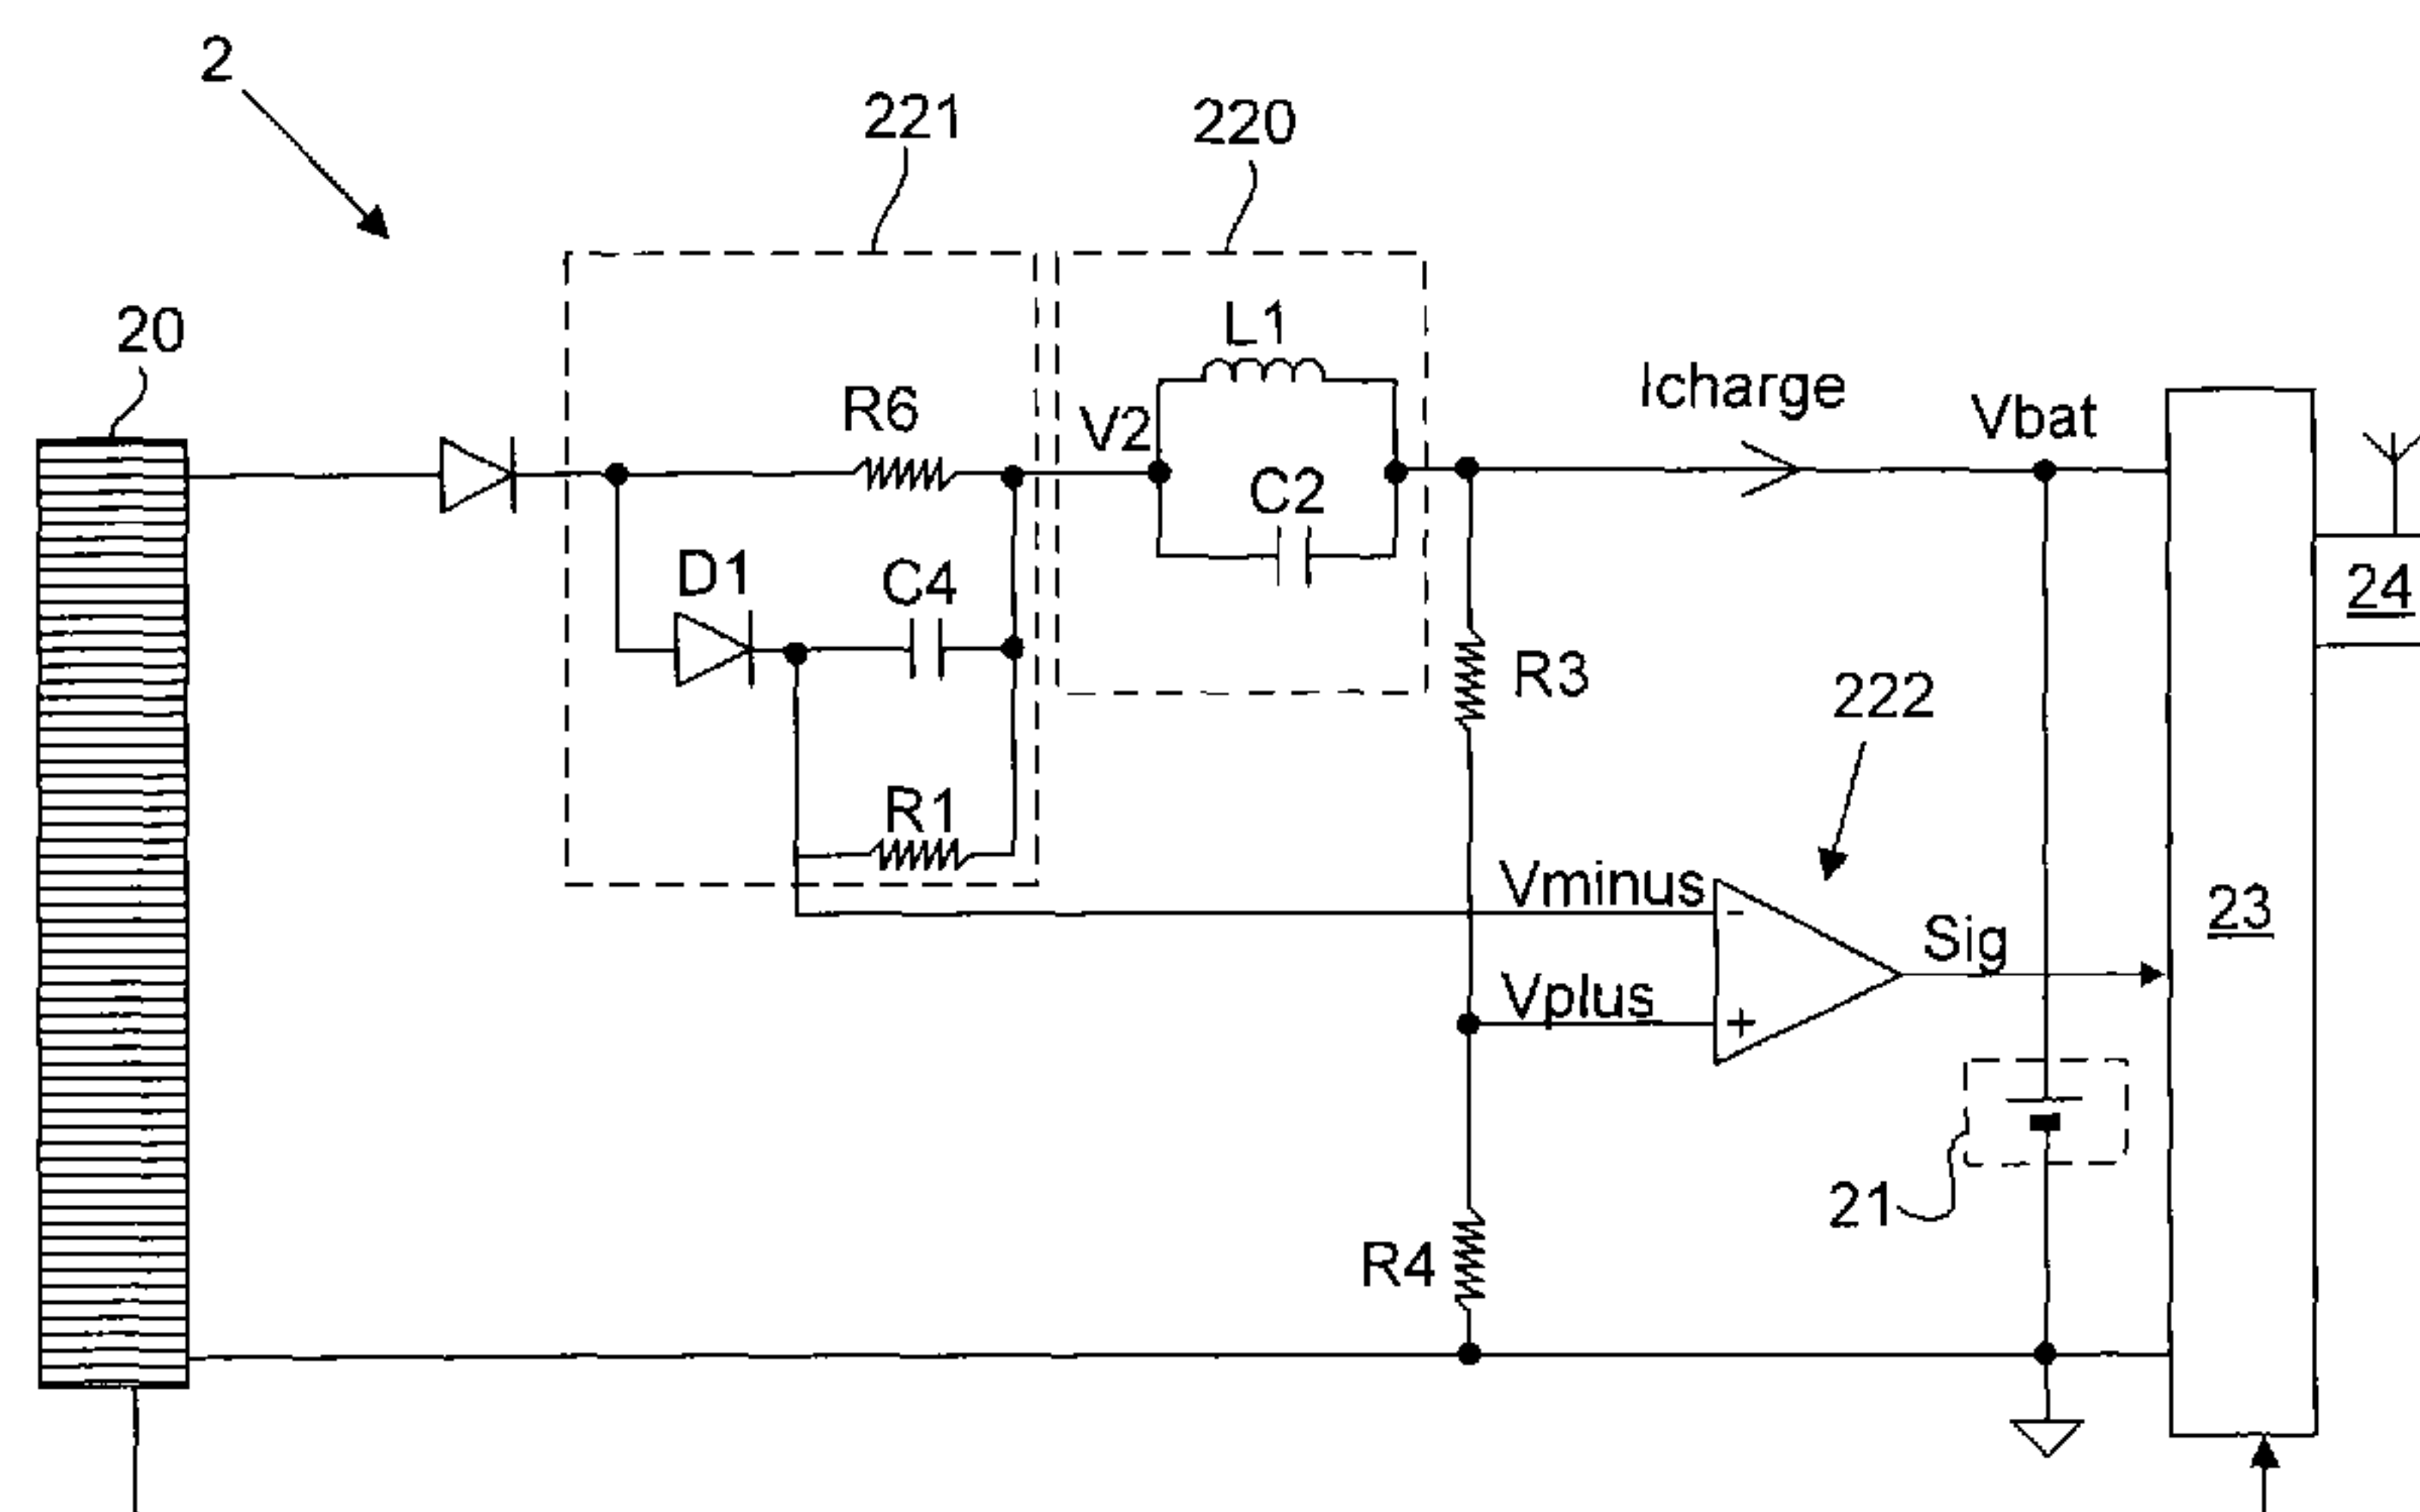 2
221
220
20
L1
R6
V2
Icharge
Vbat
C2
D1
C4
24
R3
222
R1
Vminus
-
23
Sig
Vplus
+
21
R4